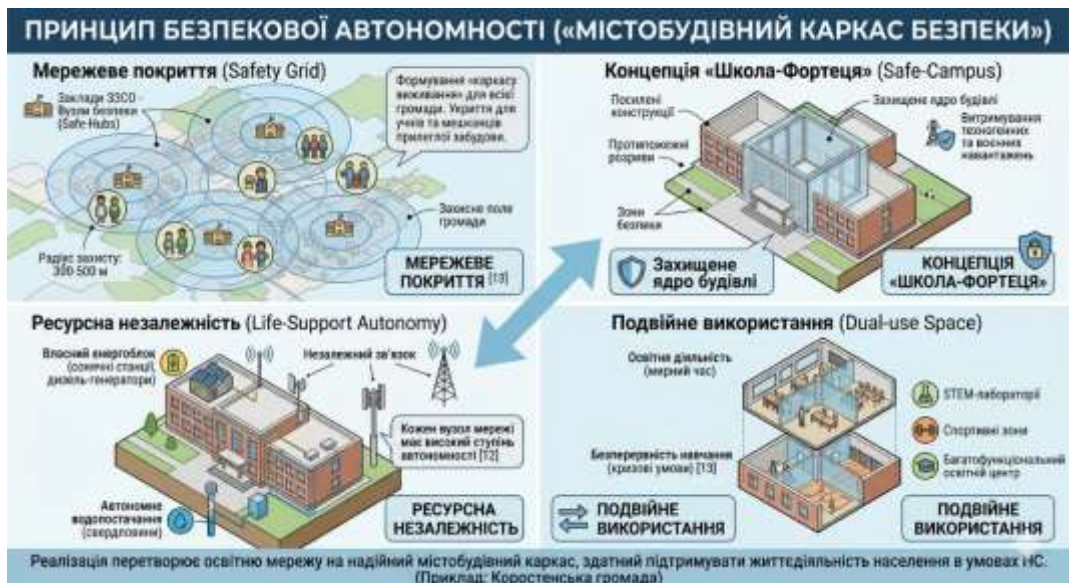 ПРИНЦИП БЕЗПЕКОВОЇ АВТОНОМНОСТІ («МІСТОБУДІВНИЙ КАРКАС БЕЗПЕКИ»)
Мережеве покриття (Safety Grid)
Заклади ЗЗСО -
Вузли безпеки
(Safe-Hubs)
Формування «каркасу
виживання» для всієї
громади. Укриття для
учнів та мешканців
прилеглої забудови.
Захисне поле
громади
Радіус захисту:
300-500 м
МЕРЕЖЕВЕ
ПОКРИТТЯ [13]
Концепція «Школа-Фортеця» (Safe-Campus)
Посилені
конструкції
Захищене ядро будівлі
Протипожежні
розриви
Витримування
техногенних
та воєнних
навантажень
Зони
безпеки
Захищене
ядро будівлі
КОНЦЕПЦІЯ
«ШКОЛА-ФОРТЕЦЯ»
Ресурсна незалежність (Life-Support Autonomy)
Власний енергоблок
(сонячні станції,
дизель-генератори)
Незалежний зв'язок
Кожен вузол мережі
має високий ступінь
автономності [12]
Автономне
водопостачання
(свердловини)
РЕСУРСНА
НЕЗАЛЕЖНІСТЬ
Подвійне використання (Dual-use Space)
Освітня діяльність
(мирний час)
STEM-лабораторії
Спортивні зони
Безперервність навчання
(кризові умови) [13]
Багатофункціональний
освітній центр
ПОДВІЙНЕ
ВИКОРИСТАННЯ
ПОДВІЙНЕ
ВИКОРИСТАННЯ
Реалізація перетворює освітню мережу на надійний містобудівний каркас, здатний підтримувати життєдіяльність населення в умовах НС.
(Приклад: Коростенська громада)